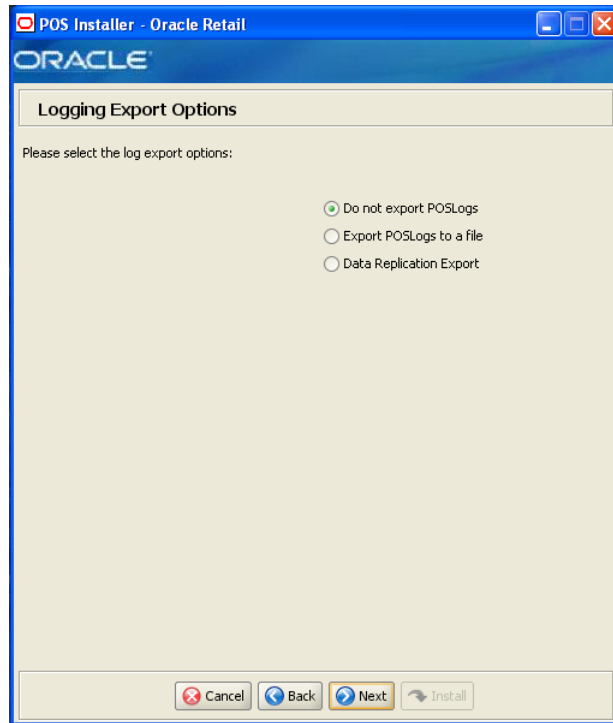 POS Installer - Oracle Retail
ORACLE
Logging Export Options
Please select the log export options:
Do not export POSLogs
Export POSLogs to a file
Data Replication Export
Cancel Back Next Install